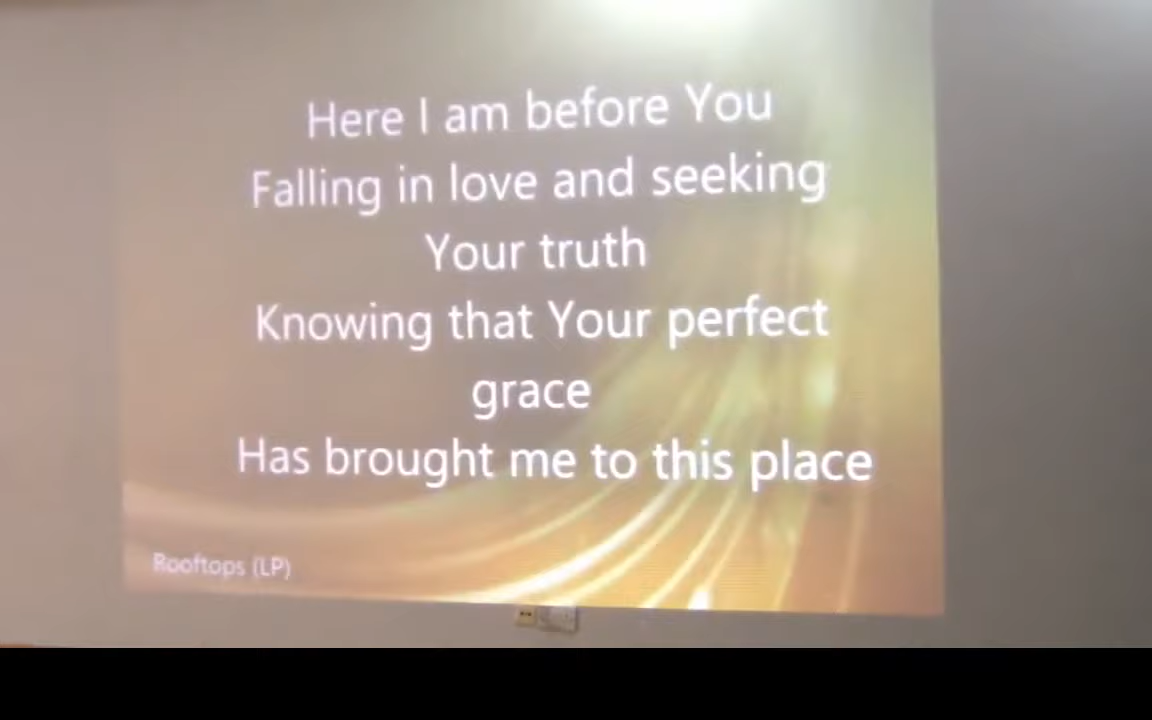 Here I am before You
Falling in love and seeking
Your truth
Knowing that Your perfect
grace
Has brought me to this place
Rooftops (LP)